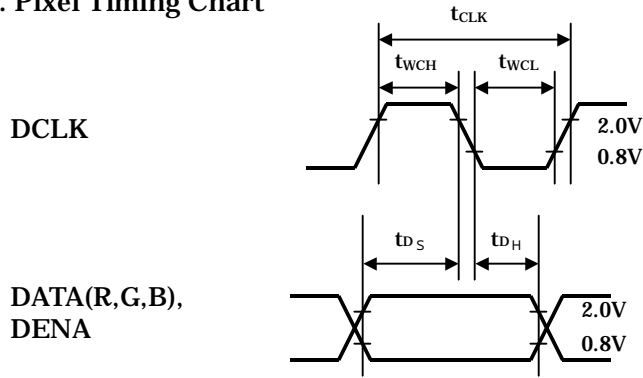 . Pixel Timing Chart
tCLK
tWCH tWCL
DCLK
2.0V
0.8V
tDS tDH
DATA(R,G,B),
DENA
2.0V
0.8V